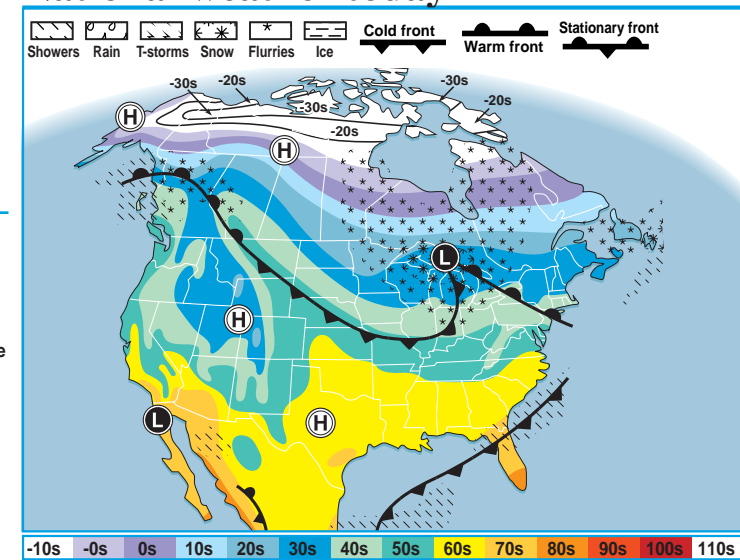 Showers Rain T-storms Snow Flurries Ice Cold front Warm front Stationary front
-30s -20s -30s -20s
-30s
-20s
H
H
L
H
L
H
e
-10s -0s 0s 10s 20s 30s 40s 50s 60s 70s 80s 90s 100s 110s